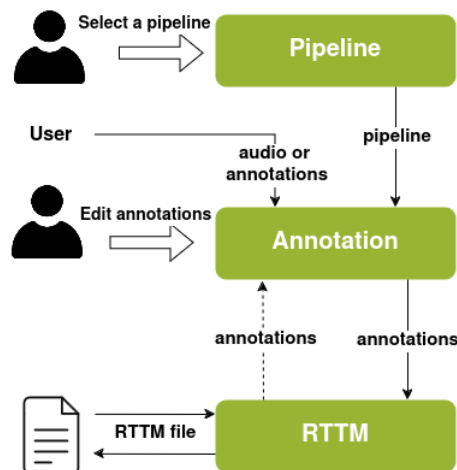 Select a pipeline
Pipeline
User
audio or
annotations
pipeline
Edit annotations
Annotation
annotations
annotations
RTTM file
RTTM